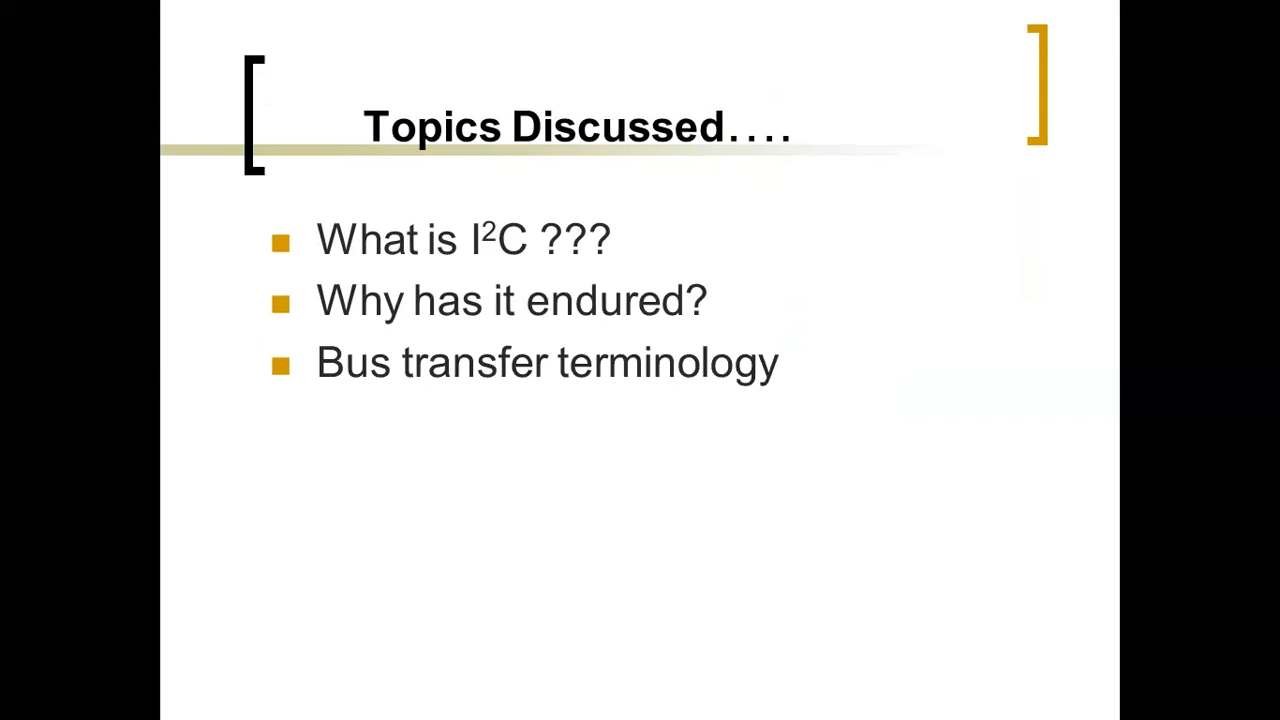 Topics Discussed....
What is I²C ???
Why has it endured?
Bus transfer terminology